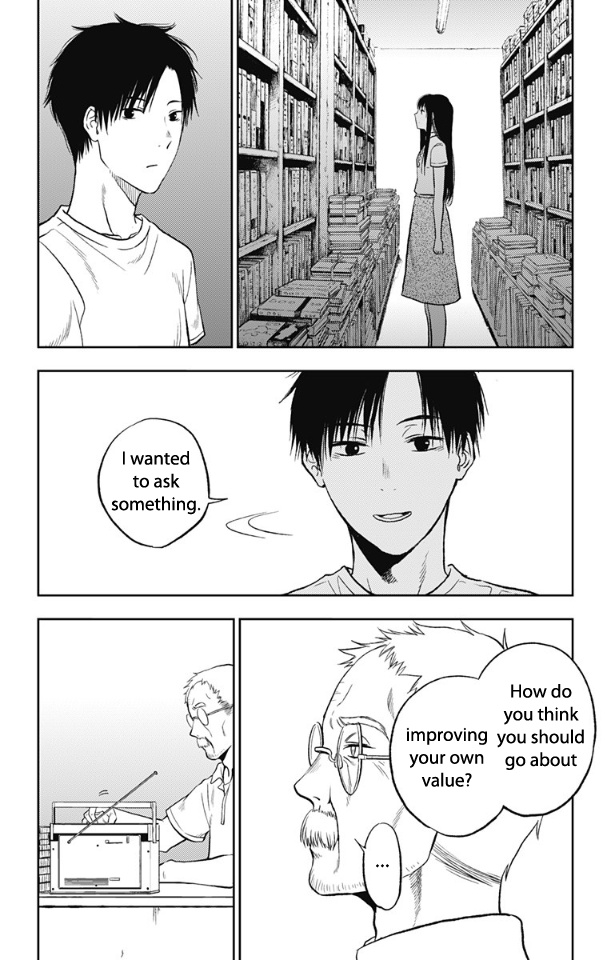 I wanted
to ask
something.
How do
you think
you should
go about
improving
your own
value?
...